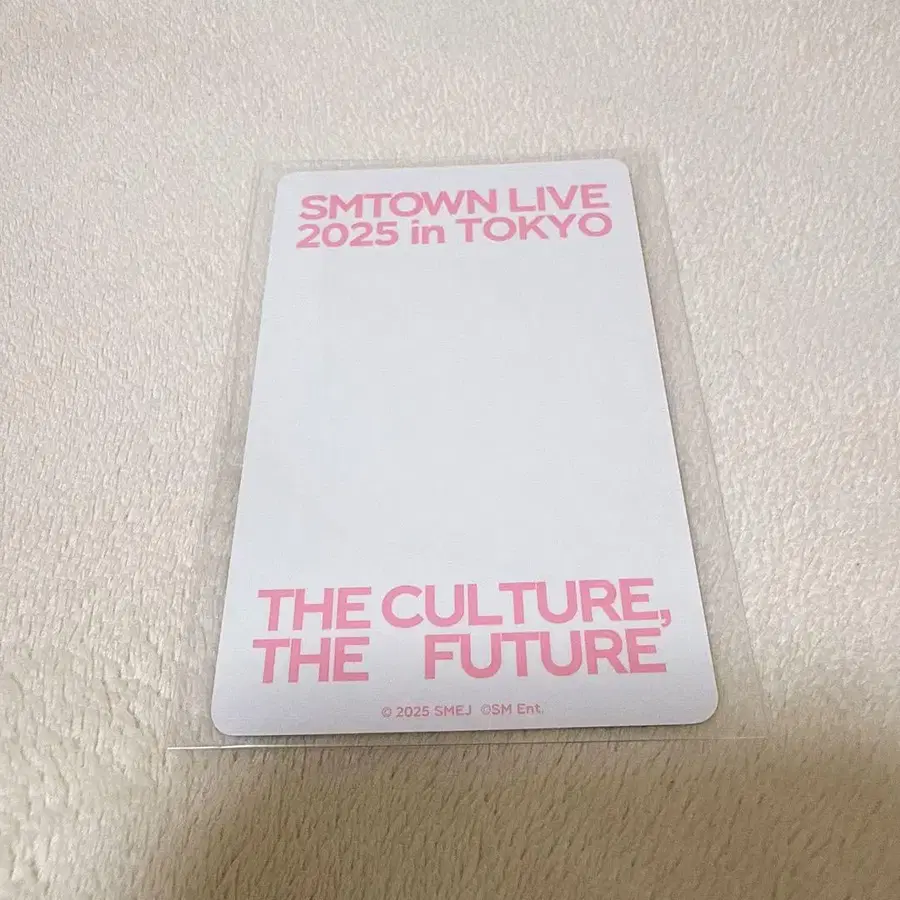 SMTOWN LIVE
2025 in TOKYO
THE CULTURE,
THE FUTURE
© 2025 SMEJ ©SM Ent.